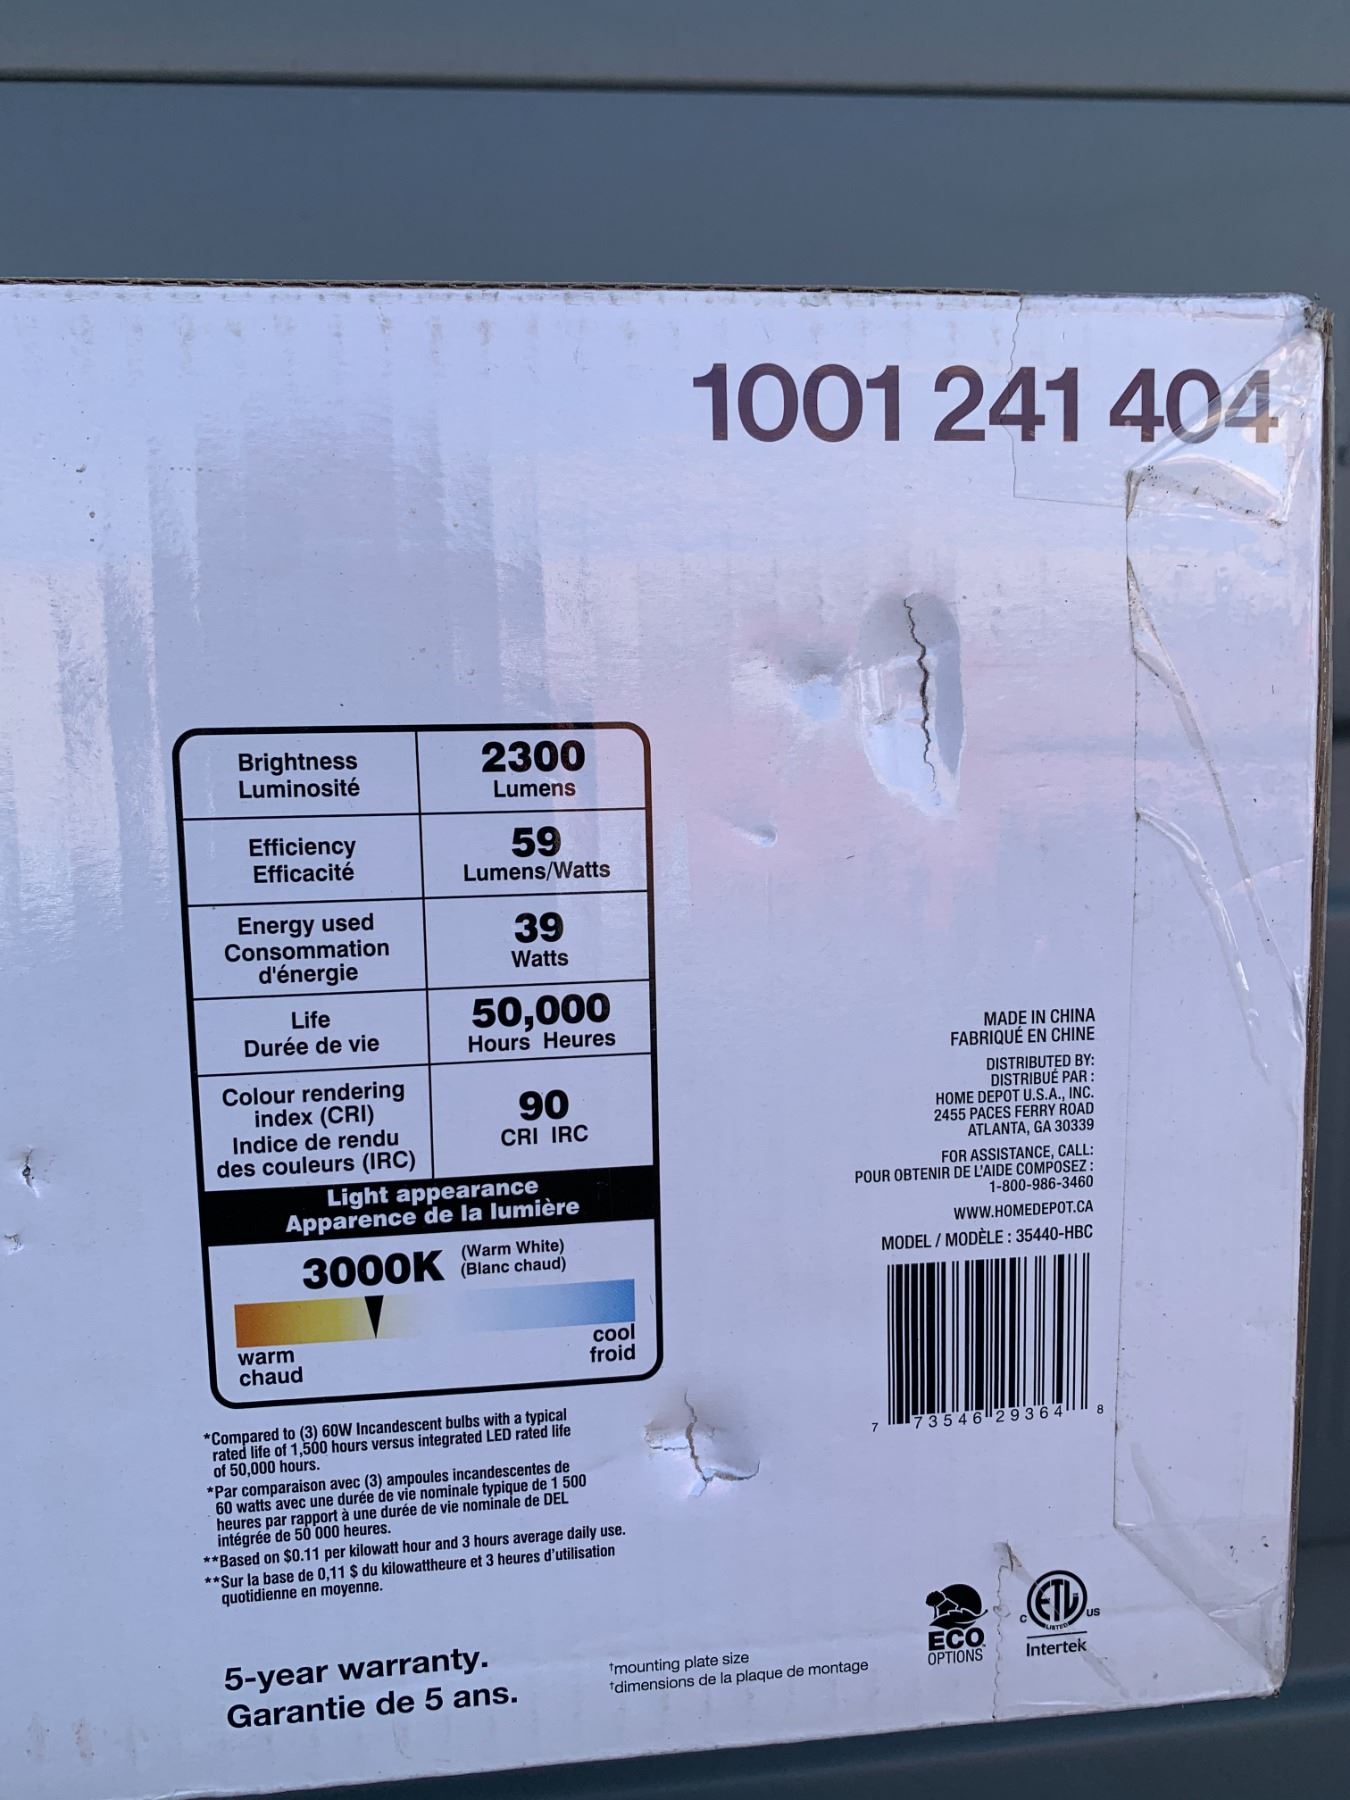 1001 241 404
Brightness
Luminosité
2300
Lumens
Efficiency
Efficacité
59
Lumens/Watts
Energy used
Consommation
d'énergie
39
Watts
Life
Durée de vie
50,000
Hours Heures
Colour rendering
index (CRI)
Indice de rendu
des couleurs (IRC)
90
CRI IRC
Light appearance
Apparence de la lumière
3000K
(Warm White)
(Blanc chaud)
warm
chaud
cool
froid
*Compared to (3) 60W Incandescent bulbs with a typical
rated life of 1,500 hours versus integrated LED rated life
of 50,000 hours.
*Par comparaison avec (3) ampoules incandescentes de
60 watts avec une durée de vie nominale typique de 1 500
heures par rapport à une durée de vie nominale de DEL
intégrée de 50 000 heures.
**Based on $0.11 per kilowatt hour and 3 hours average daily use.
**Sur la base de 0,11 $ du kilowattheure et 3 heures d'utilisation
quotidienne en moyenne.
5-year warranty.
Garantie de 5 ans.
†mounting plate size
†dimensions de la plaque de montage
MADE IN CHINA
FABRIQUÉ EN CHINE
DISTRIBUTED BY:
DISTRIBUÉ PAR :
HOME DEPOT U.S.A., INC.
2455 PACES FERRY ROAD
ATLANTA, GA 30339
FOR ASSISTANCE, CALL:
POUR OBTENIR DE L'AIDE COMPOSEZ :
1-800-986-3460
WWW.HOMEDEPOT.CA
MODEL / MODÈLE : 35440-HBC
7 73546 29364 8
ECO
OPTIONS
C ETL US
LISTED
Intertek